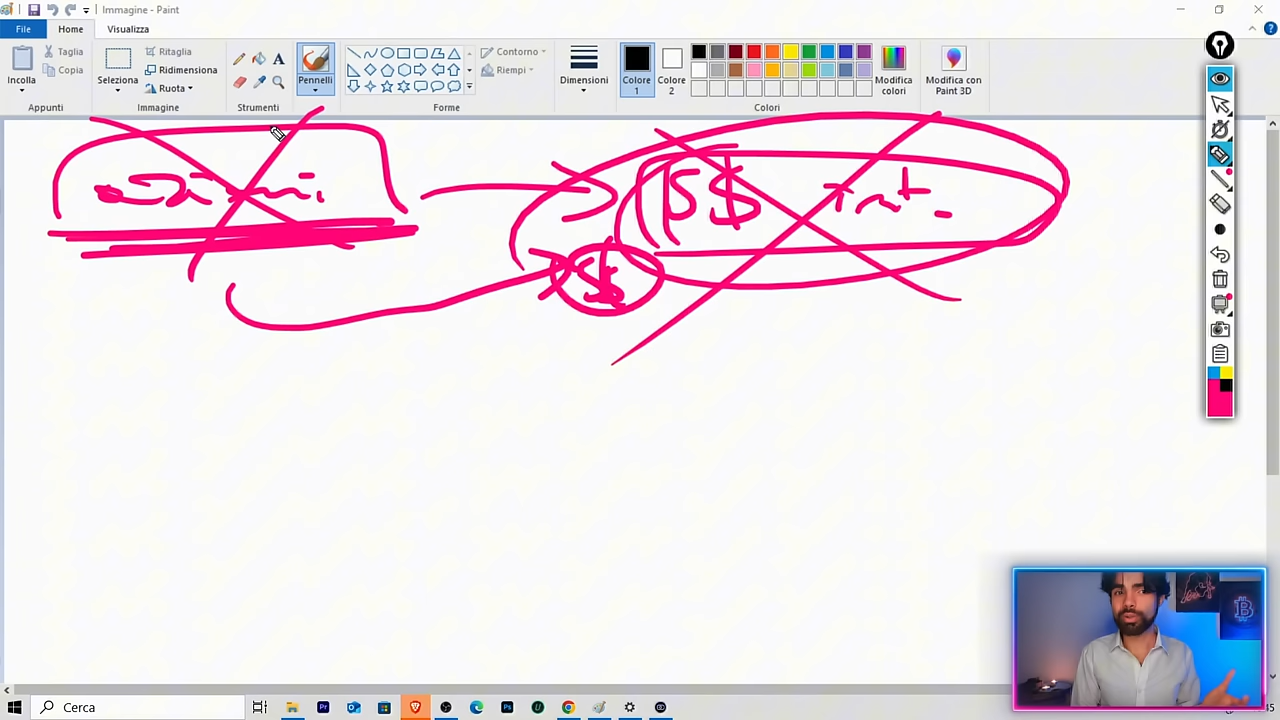 Immagine - Paint
File Home Visualizza
Incolla
Taglia
Copia
Appunti
Seleziona
Ritaglia
Ridimensiona
Ruota
Immagine
A
Strumenti
Pennelli
Contorno
Riempi
Forme
Dimensioni
Colore 1
Colore 2
Colori
Modifica colori
Modifica con Paint 3D
$ $
$
Cerca